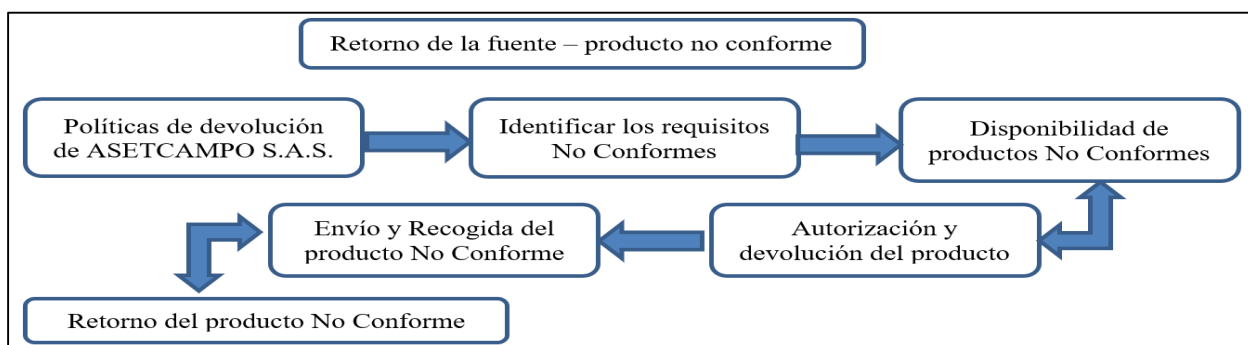 Retorno de la fuente – producto no conforme
Políticas de devolución
de ASETCAMPO S.A.S.
Identificar los requisitos
No Conformes
Disponibilidad de
productos No Conformes
Autorización y
devolución del producto
Envío y Recogida del
producto No Conforme
Retorno del producto No Conforme